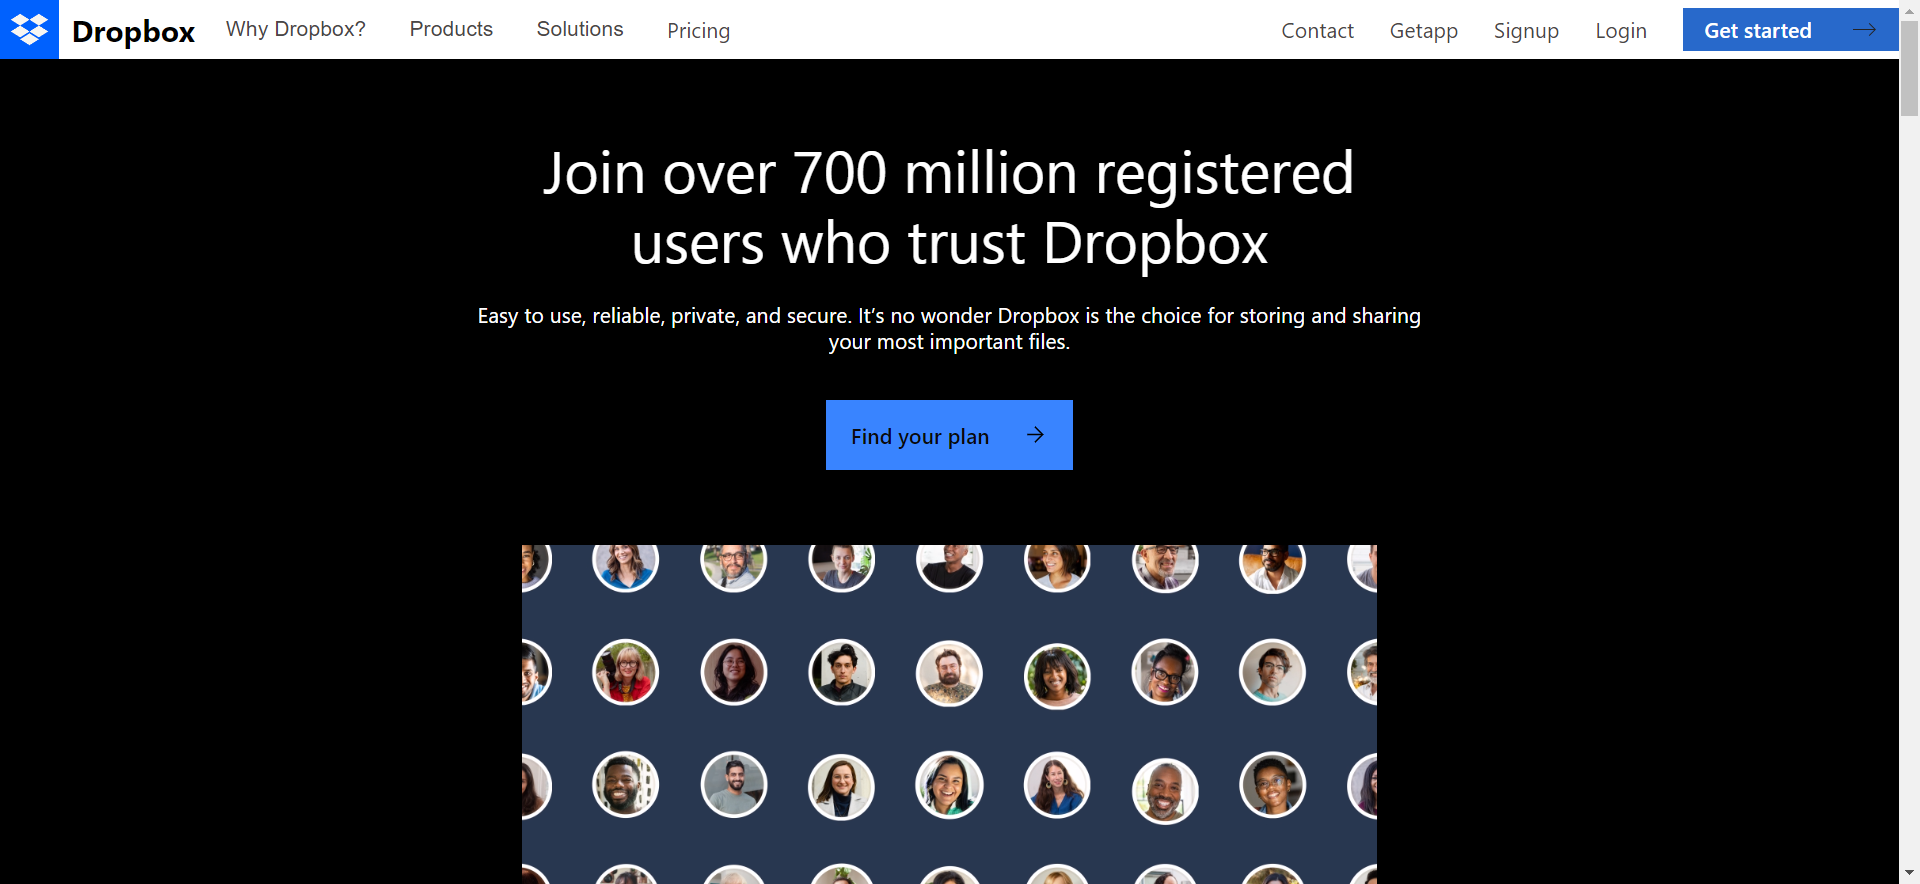 Dropbox Why Dropbox? Products Solutions Pricing Contact Getapp Signup Login Get started
Join over 700 million registered
users who trust Dropbox
Easy to use, reliable, private, and secure. It’s no wonder Dropbox is the choice for storing and sharing
your most important files.
Find your plan